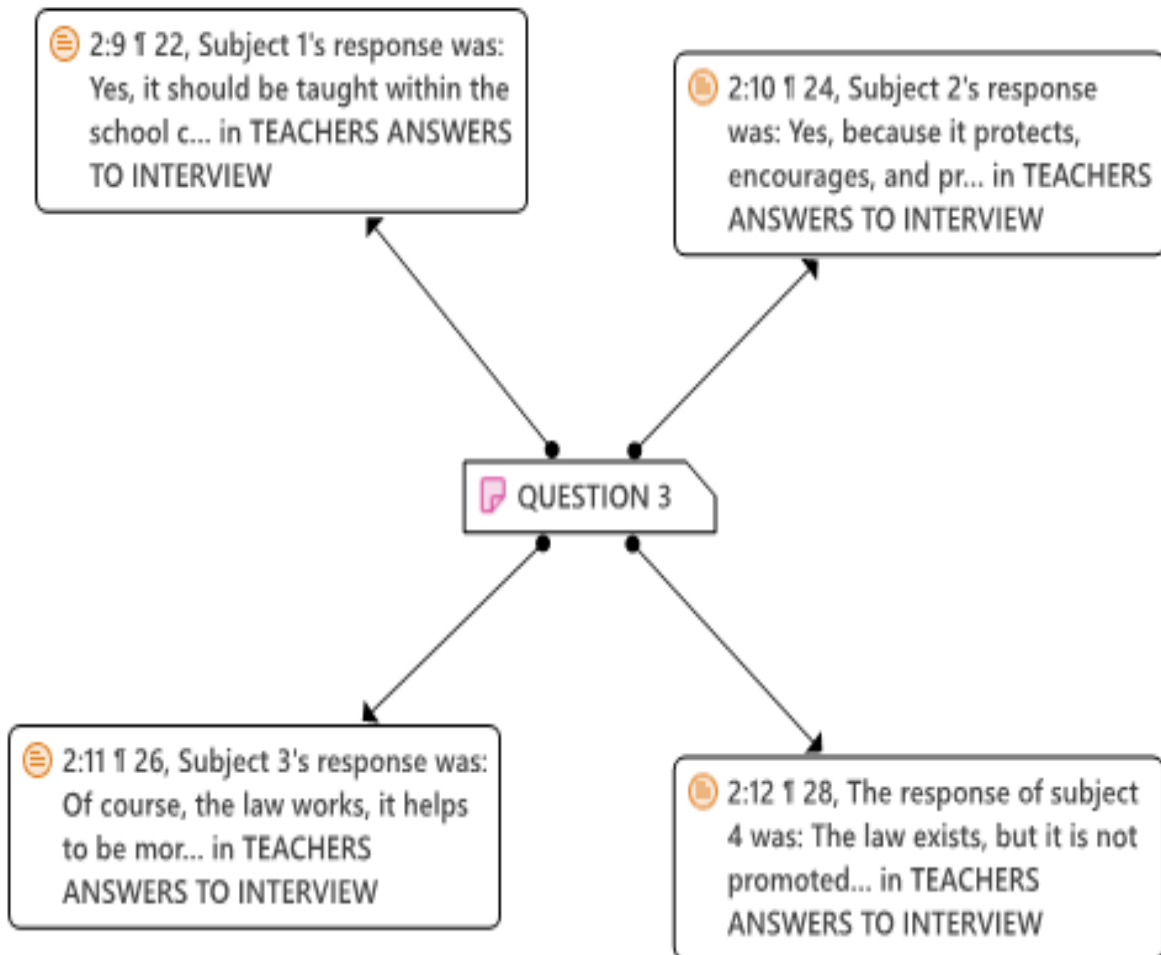 2:9 ¶ 22, Subject 1's response was:
Yes, it should be taught within the
school c... in TEACHERS ANSWERS
TO INTERVIEW
2:10 ¶ 24, Subject 2's response
was: Yes, because it protects,
encourages, and pr... in TEACHERS
ANSWERS TO INTERVIEW
QUESTION 3
2:11 ¶ 26, Subject 3's response was:
Of course, the law works, it helps
to be mor... in TEACHERS
ANSWERS TO INTERVIEW
2:12 ¶ 28, The response of subject
4 was: The law exists, but it is not
promoted... in TEACHERS
ANSWERS TO INTERVIEW